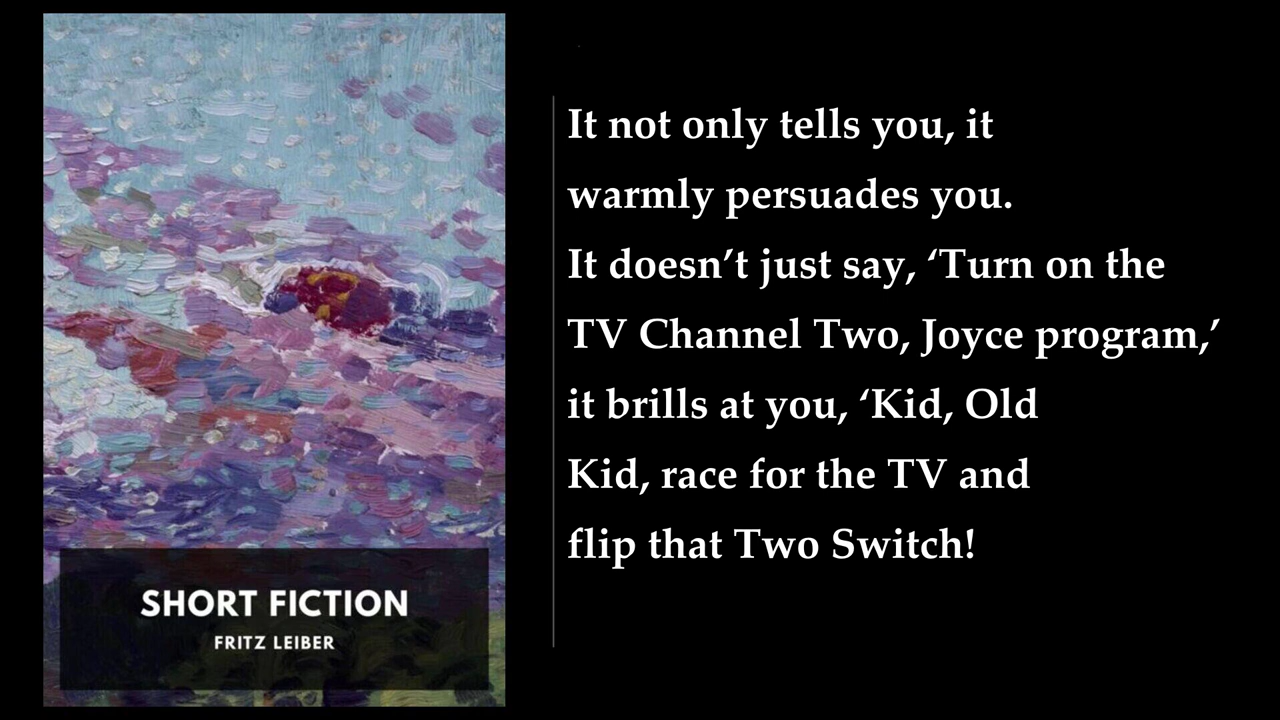 SHORT FICTION
FRITZ LEIBER
It not only tells you, it
warmly persuades you.
It doesn’t just say, ‘Turn on the
TV Channel Two, Joyce program,’
it brills at you, ‘Kid, Old
Kid, race for the TV and
flip that Two Switch!